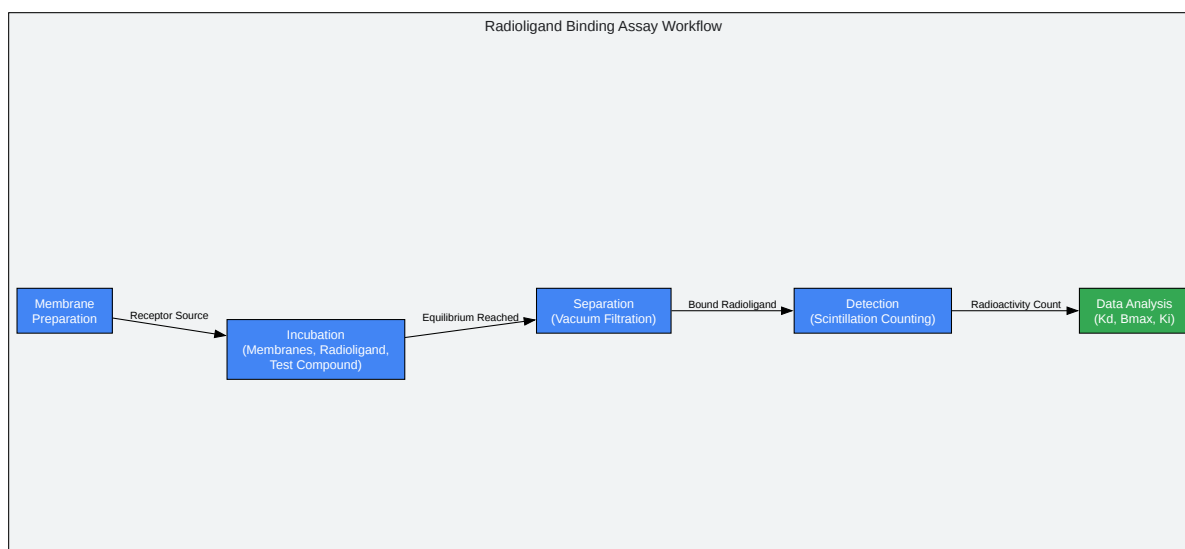 Radioligand Binding Assay Workflow
Membrane
Preparation
Receptor Source
Incubation
(Membranes, Radioligand,
Test Compound)
Equilibrium Reached
Separation
(Vacuum Filtration)
Bound Radioligand
Detection
(Scintillation Counting)
Radioactivity Count
Data Analysis
(Kd, Bmax, Ki)